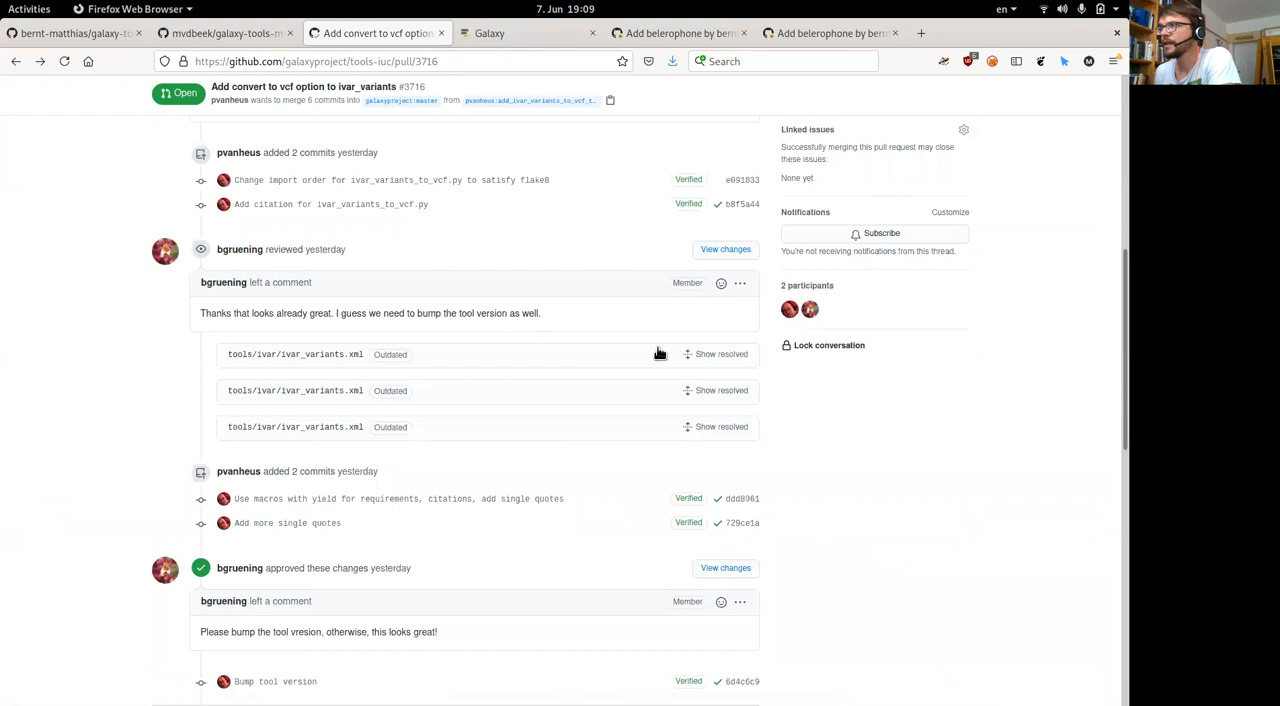 Activities Firefox Web Browser 7. Jun 19:09 en
bernt-matthias/galaxy-to mvdbeek/galaxy-tools-m Add convert to vcf option Galaxy Add belerophone by bern Add belerophone by bern
https://github.com/galaxyproject/tools-iuc/pull/3716 Search
Open
Add convert to vcf option to ivar_variants #3716
pvanheus wants to merge 6 commits into galaxyproject:master from pvanheus:add_ivar_variants_to_vcf_t…
pvanheus added 2 commits yesterday
Change import order for ivar_variants_to_vcf.py to satisfy flake8 Verified e091833
Add citation for ivar_variants_to_vcf.py Verified b8f5a44
bgruening reviewed yesterday View changes
bgruening left a comment Member
Thanks that looks already great. I guess we need to bump the tool version as well.
tools/ivar/ivar_variants.xml Outdated Show resolved
tools/ivar/ivar_variants.xml Outdated Show resolved
tools/ivar/ivar_variants.xml Outdated Show resolved
pvanheus added 2 commits yesterday
Use macros with yield for requirements, citations, add single quotes Verified ddd8961
Add more single quotes Verified 729ce1a
bgruening approved these changes yesterday View changes
bgruening left a comment Member
Please bump the tool vresion, otherwise, this looks great!
Bump tool version Verified 6d4c6c9
Linked issues
Successfully merging this pull request may close
these issues.
None yet
Notifications Customize
Subscribe
You're not receiving notifications from this thread.
2 participants
Lock conversation